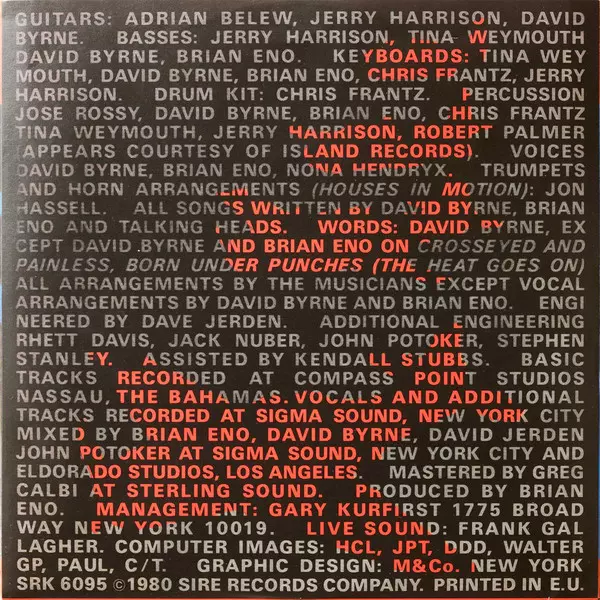 GUITARS: ADRIAN BELEW, JERRY HARRISON, DAVID
BYRNE. BASSES: JERRY HARRISON, TINA WEYMOUTH
DAVID BYRNE, BRIAN ENO. KEYBOARDS: TINA WEY
MOUTH, DAVID BYRNE, BRIAN ENO, CHRIS FRANTZ, JERRY
HARRISON. DRUM KIT: CHRIS FRANTZ. PERCUSSION
JOSE ROSSY, DAVID BYRNE, BRIAN ENO, CHRIS FRANTZ
TINA WEYMOUTH, JERRY HARRISON, ROBERT PALMER
(APPEARS COURTESY OF ISLAND RECORDS). VOICES
DAVID BYRNE, BRIAN ENO, NONA HENDRYX. TRUMPETS
AND HORN ARRANGEMENTS (HOUSES IN MOTION): JON
HASSELL. ALL SONGS WRITTEN BY DAVID BYRNE, BRIAN
ENO AND TALKING HEADS. WORDS: DAVID BYRNE, EX
CEPT DAVID BYRNE AND BRIAN ENO ON CROSSEYED AND
PAINLESS, BORN UNDER PUNCHES (THE HEAT GOES ON)
ALL ARRANGEMENTS BY THE MUSICIANS EXCEPT VOCAL
ARRANGEMENTS BY DAVID BYRNE AND BRIAN ENO. ENGI
NEERED BY DAVE JERDEN. ADDITIONAL ENGINEERING
RHETT DAVIS, JACK NUBER, JOHN POTOKER, STEPHEN
STANLEY. ASSISTED BY KENDALL STUBBS. BASIC
TRACKS RECORDED AT COMPASS POINT STUDIOS
NASSAU, THE BAHAMAS. VOCALS AND ADDITIONAL
TRACKS RECORDED AT SIGMA SOUND, NEW YORK CITY
MIXED BY BRIAN ENO, DAVID BYRNE, DAVID JERDEN
JOHN POTOKER AT SIGMA SOUND, NEW YORK CITY AND
ELDORADO STUDIOS, LOS ANGELES. MASTERED BY GREG
CALBI AT STERLING SOUND. PRODUCED BY BRIAN
ENO. MANAGEMENT: GARY KURFIRST 1775 BROAD
WAY NEW YORK 10019. LIVE SOUND: FRANK GAL
LAGHER. COMPUTER IMAGES: HCL, JPT, DDD, WALTER
GP, PAUL, C/T. GRAPHIC DESIGN: M&Co. NEW YORK
SRK 6095 ©1980 SIRE RECORDS COMPANY. PRINTED IN E.U.